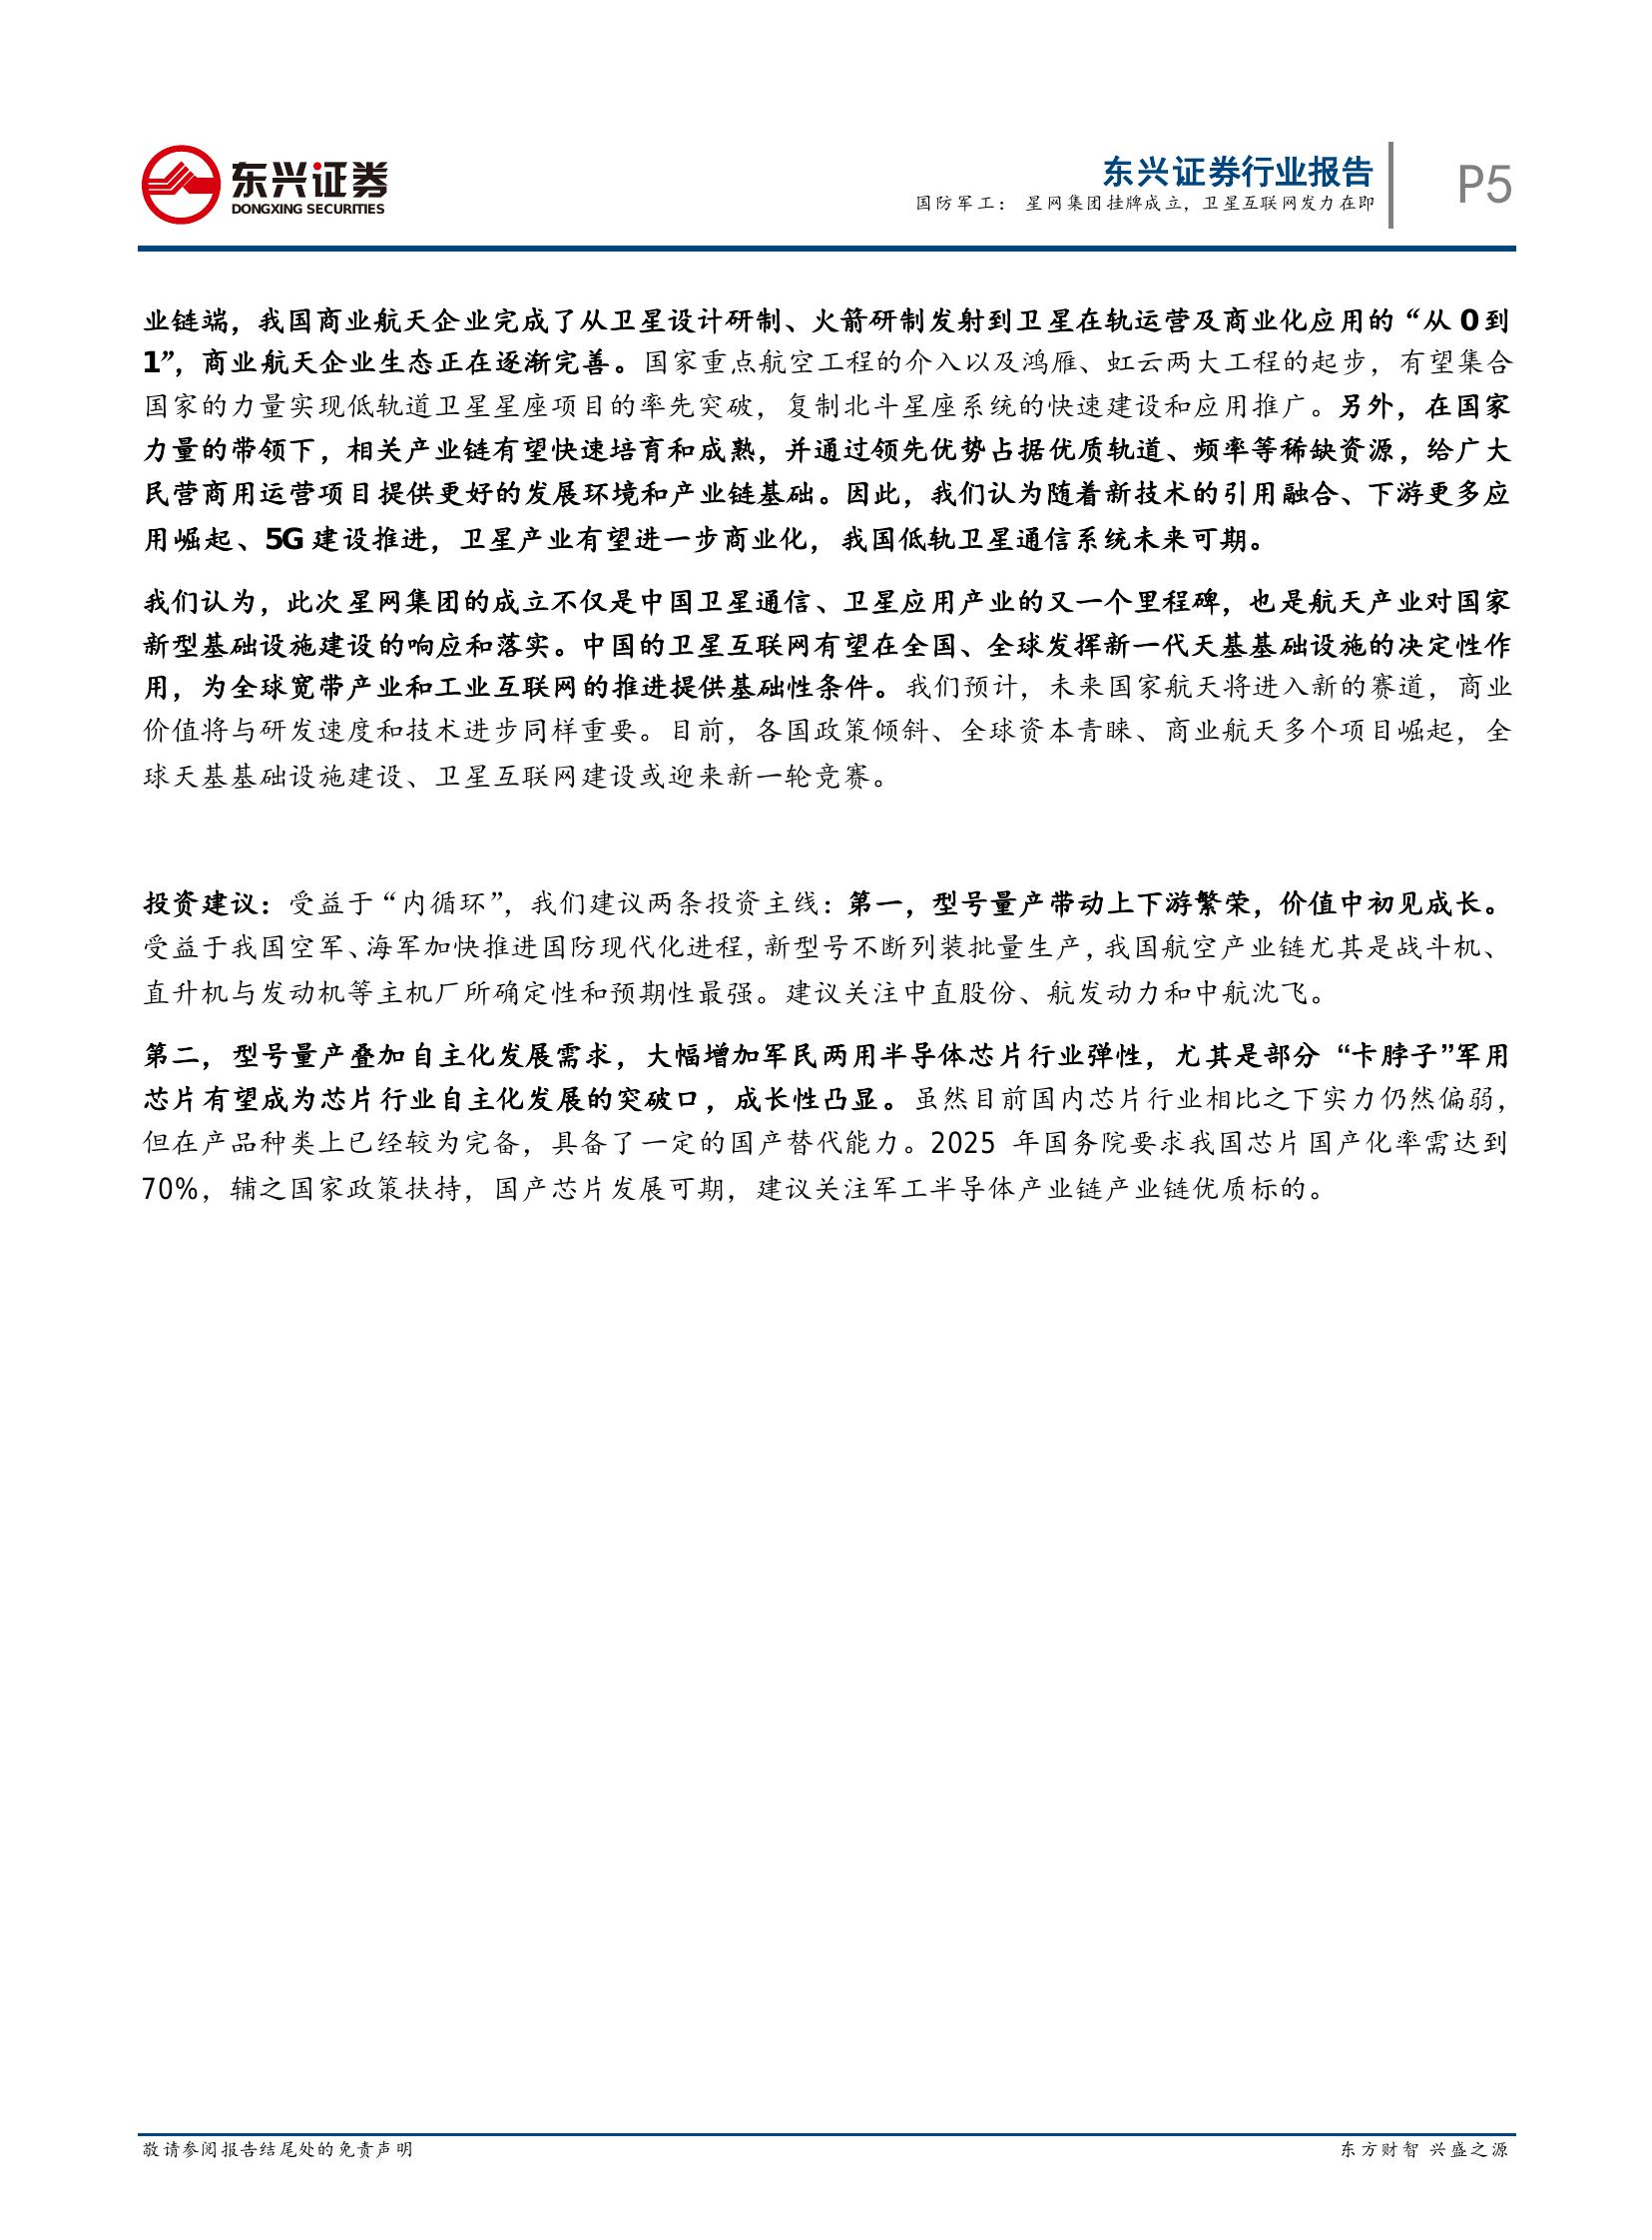 东兴证券
DONGXING SECURITIES
东兴证券行业报告
国防军工： 星网集团挂牌成立，卫星互联网发力在即
P5
业链端，我国商业航天企业完成了从卫星设计研制、火箭研制发射到卫星在轨运营及商业化应用的“从 0 到
1”，商业航天企业生态正在逐渐完善。国家重点航空工程的介入以及鸿雁、虹云两大工程的起步，有望集合
国家的力量实现低轨道卫星星座项目的率先突破，复制北斗星座系统的快速建设和应用推广。另外，在国家
力量的带领下，相关产业链有望快速培育和成熟，并通过领先优势占据优质轨道、频率等稀缺资源，给广大
民营商用运营项目提供更好的发展环境和产业链基础。因此，我们认为随着新技术的引用融合、下游更多应
用崛起、5G 建设推进，卫星产业有望进一步商业化，我国低轨卫星通信系统未来可期。
我们认为，此次星网集团的成立不仅是中国卫星通信、卫星应用产业的又一个里程碑，也是航天产业对国家
新型基础设施建设的响应和落实。中国的卫星互联网有望在全国、全球发挥新一代天基基础设施的决定性作
用，为全球宽带产业和工业互联网的推进提供基础性条件。我们预计，未来国家航天将进入新的赛道，商业
价值将与研发速度和技术进步同样重要。目前，各国政策倾斜、全球资本青睐、商业航天多个项目崛起，全
球天基基础设施建设、卫星互联网建设或迎来新一轮竞赛。
投资建议：受益于“内循环”，我们建议两条投资主线：第一，型号量产带动上下游繁荣，价值中初见成长。
受益于我国空军、海军加快推进国防现代化进程，新型号不断列装批量生产，我国航空产业链尤其是战斗机、
直升机与发动机等主机厂所确定性和预期性最强。建议关注中直股份、航发动力和中航沈飞。
第二，型号量产叠加自主化发展需求，大幅增加军民两用半导体芯片行业弹性，尤其是部分 “卡脖子”军用
芯片有望成为芯片行业自主化发展的突破口，成长性凸显。虽然目前国内芯片行业相比之下实力仍然偏弱，
但在产品种类上已经较为完备，具备了一定的国产替代能力。2025 年国务院要求我国芯片国产化率需达到
70%，辅之国家政策扶持，国产芯片发展可期，建议关注军工半导体产业链产业链优质标的。
敬请参阅报告结尾处的免责声明
东方财智 兴盛之源